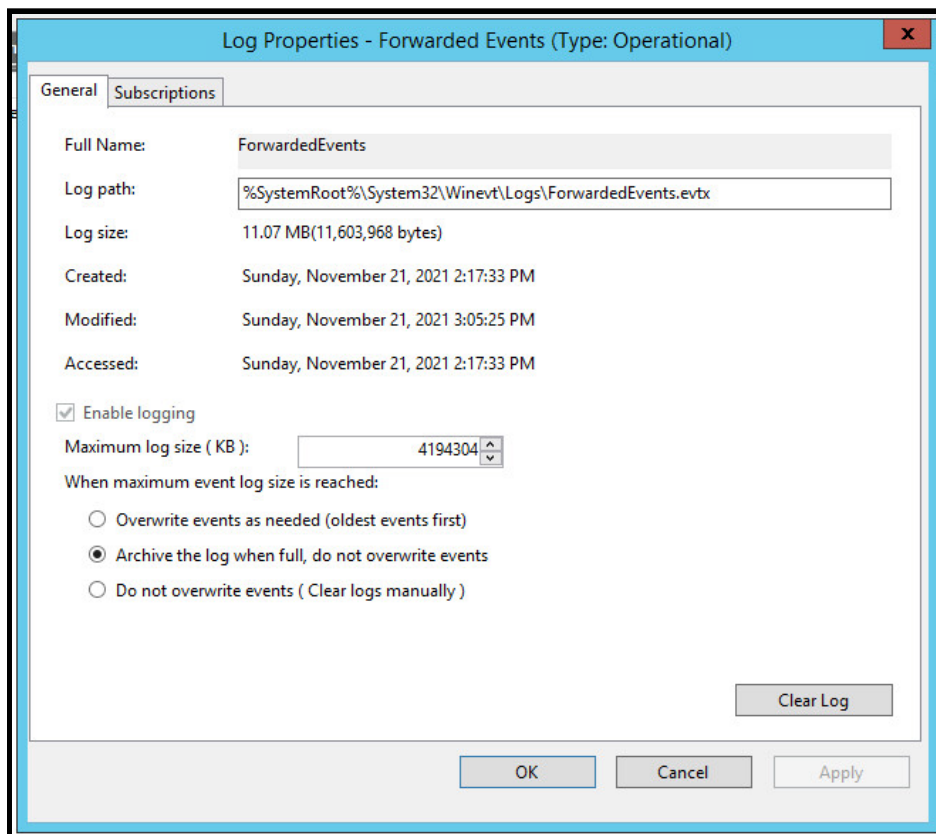 Log Properties - Forwarded Events (Type: Operational)
x
General
Subscriptions
Full Name:
ForwardedEvents
Log path:
%SystemRoot%\System32\Winevt\Logs\ForwardedEvents.evtx
Log size:
11.07 MB(11,603,968 bytes)
Created:
Sunday, November 21, 2021 2:17:33 PM
Modified:
Sunday, November 21, 2021 3:05:25 PM
Accessed:
Sunday, November 21, 2021 2:17:33 PM
Enable logging
Maximum log size ( KB ):
4194304
When maximum event log size is reached:
Overwrite events as needed (oldest events first)
Archive the log when full, do not overwrite events
Do not overwrite events ( Clear logs manually )
Clear Log
OK
Cancel
Apply